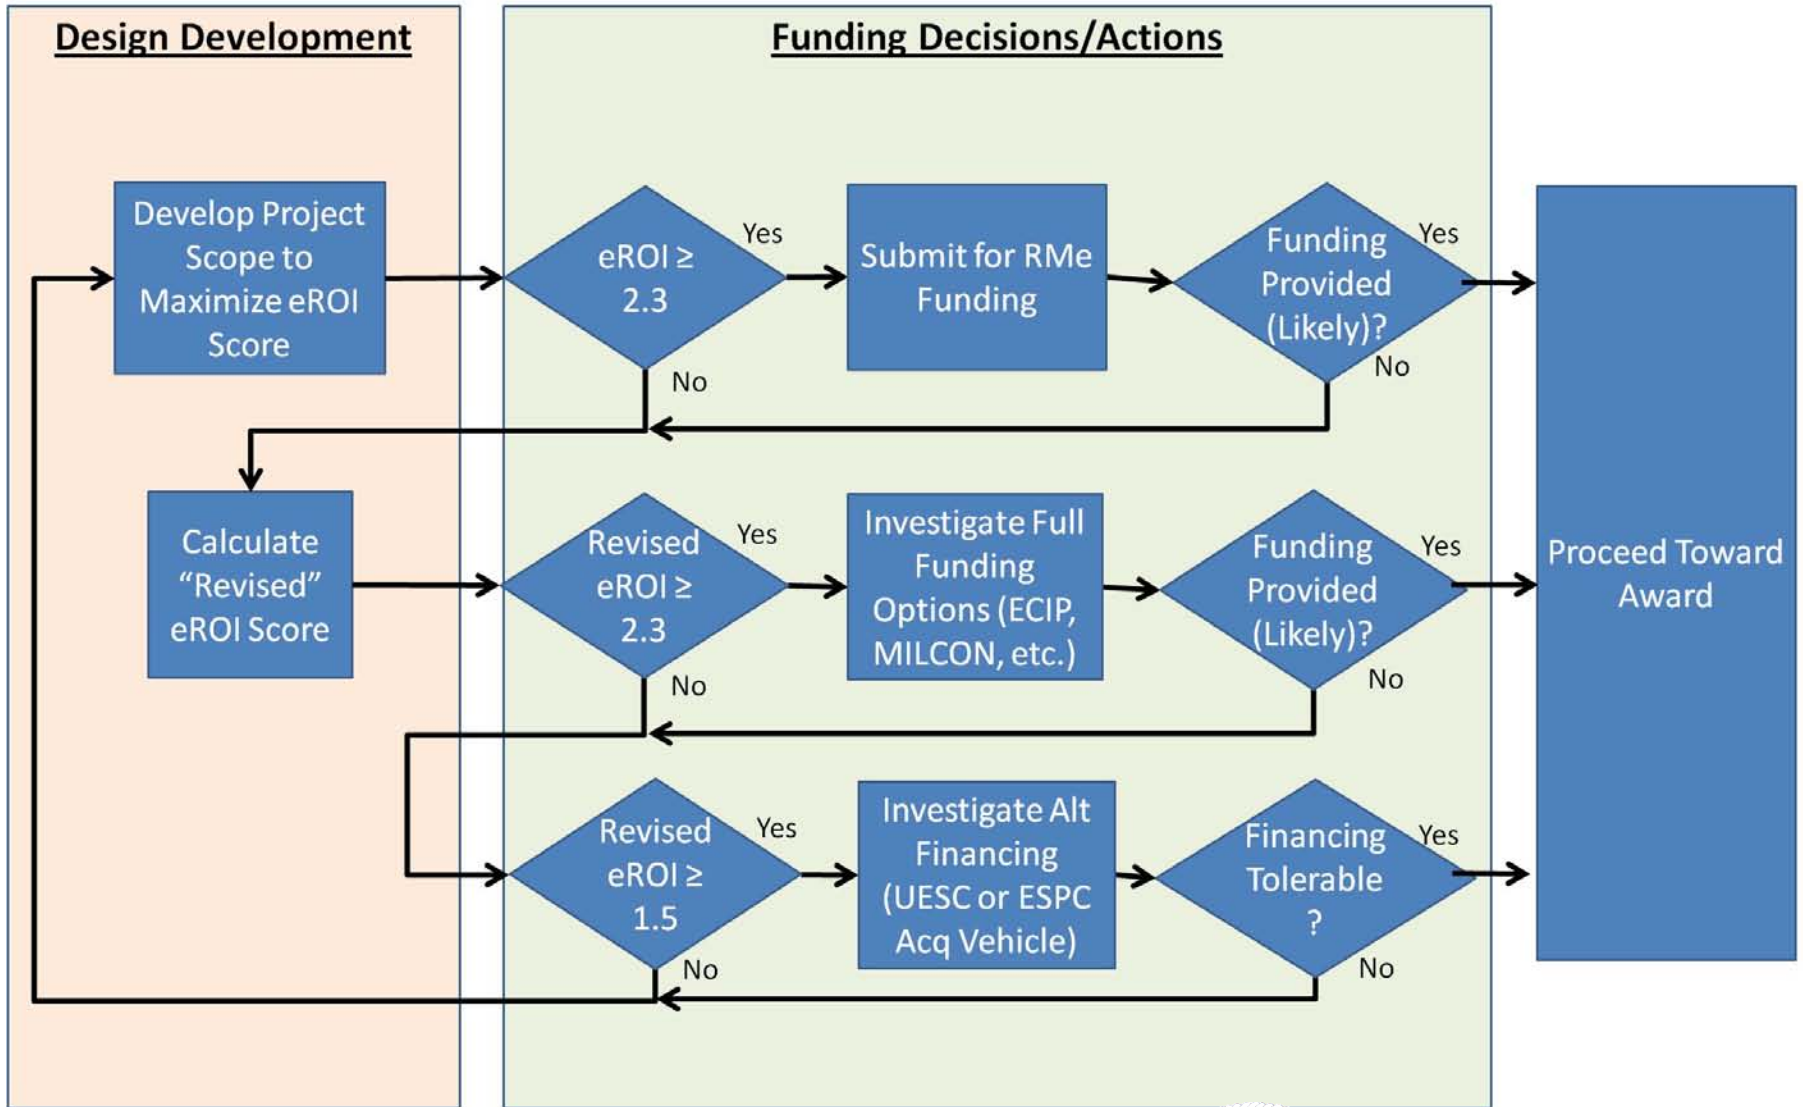 Design Development
Funding Decisions/Actions
Develop Project
Scope to
Maximize eROI
Score
eROI ≥
2.3
Yes
No
Submit for RMe
Funding
Funding
Provided
(Likely)?
Yes
No
Calculate
“Revised”
eROI Score
Revised
eROI ≥
2.3
Yes
No
Investigate Full
Funding
Options (ECIP,
MILCON, etc.)
Funding
Provided
(Likely)?
Yes
No
Revised
eROI ≥
1.5
Yes
No
Investigate Alt
Financing
(UESC or ESPC
Acq Vehicle)
Financing
Tolerable
?
Yes
No
Proceed Toward
Award